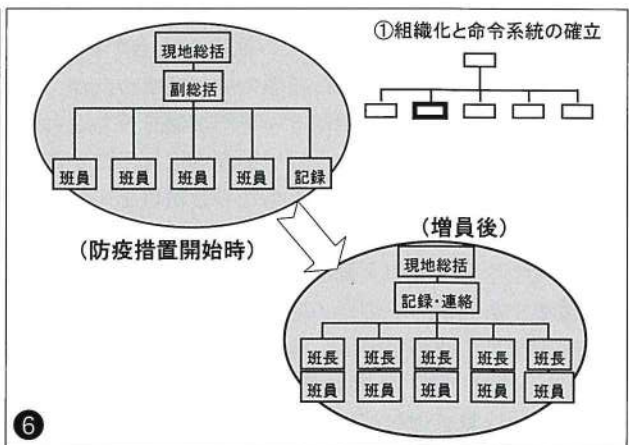 ①組織化と命令系統の確立
現地総括
副総括
班員 班員 班員 班員 記録
(防疫措置開始時)
(増員後)
現地総括
記録・連絡
班長 班長 班長 班長 班長
班員 班員 班員 班員 班員
6